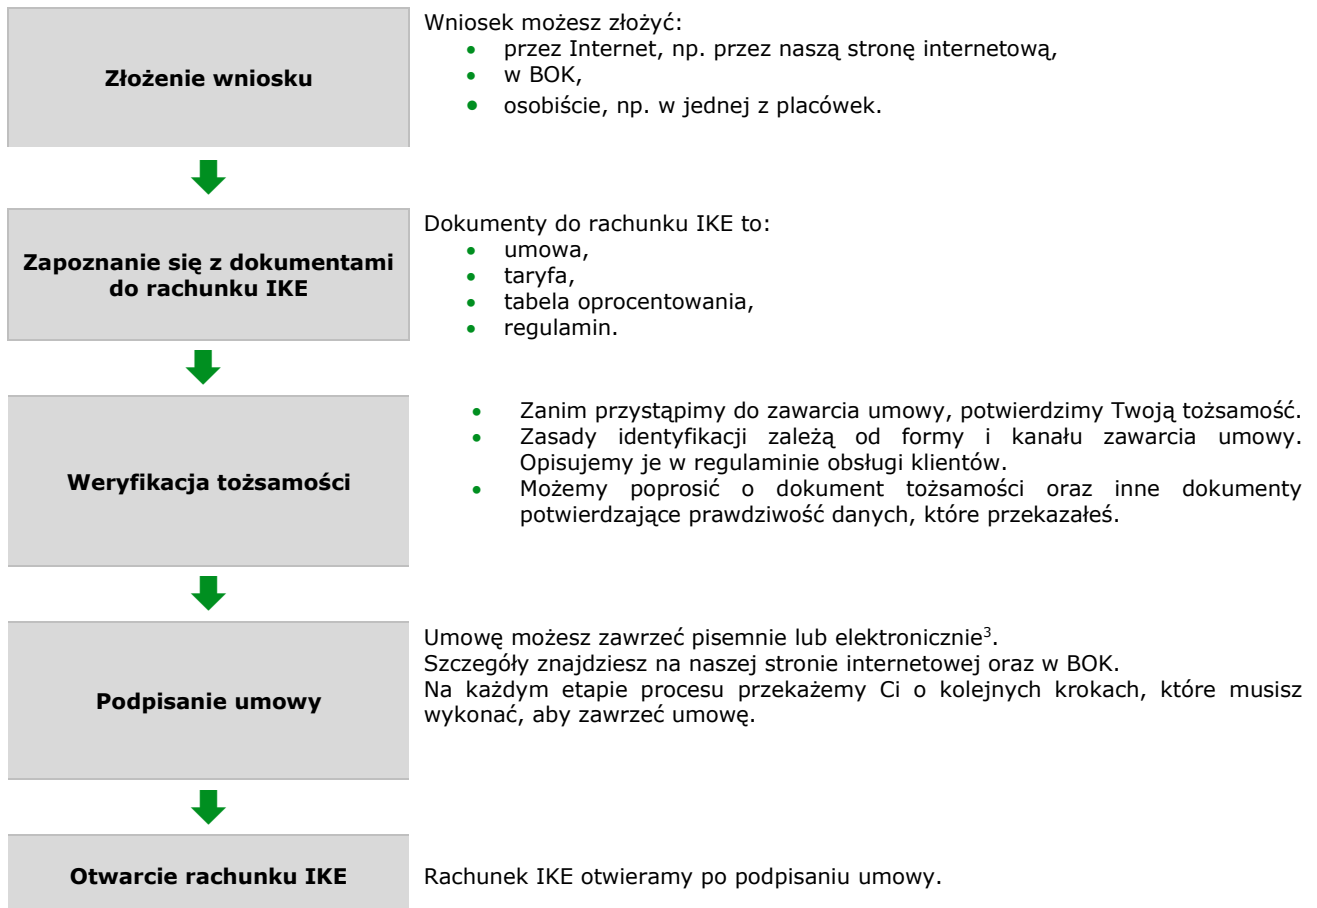 Złożenie wniosku
Wniosek możesz złożyć:
• przez Internet, np. przez naszą stronę internetową,
• w BOK,
• osobiście, np. w jednej z placówek.
Zapoznanie się z dokumentami
do rachunku IKE
Dokumenty do rachunku IKE to:
• umowa,
• taryfa,
• tabela oprocentowania,
• regulamin.
Weryfikacja tożsamości
• Zanim przystąpimy do zawarcia umowy, potwierdzimy Twoją tożsamość.
• Zasady identyfikacji zależą od formy i kanału zawarcia umowy.
Opisujemy je w regulaminie obsługi klientów.
• Możemy poprosić o dokument tożsamości oraz inne dokumenty
potwierdzające prawdziwość danych, które przekazałeś.
Podpisanie umowy
Umowę możesz zawrzeć pisemnie lub elektronicznie³.
Szczegóły znajdziesz na naszej stronie internetowej oraz w BOK.
Na każdym etapie procesu przekażemy Ci o kolejnych krokach, które musisz
wykonać, aby zawrzeć umowę.
Otwarcie rachunku IKE
Rachunek IKE otwieramy po podpisaniu umowy.